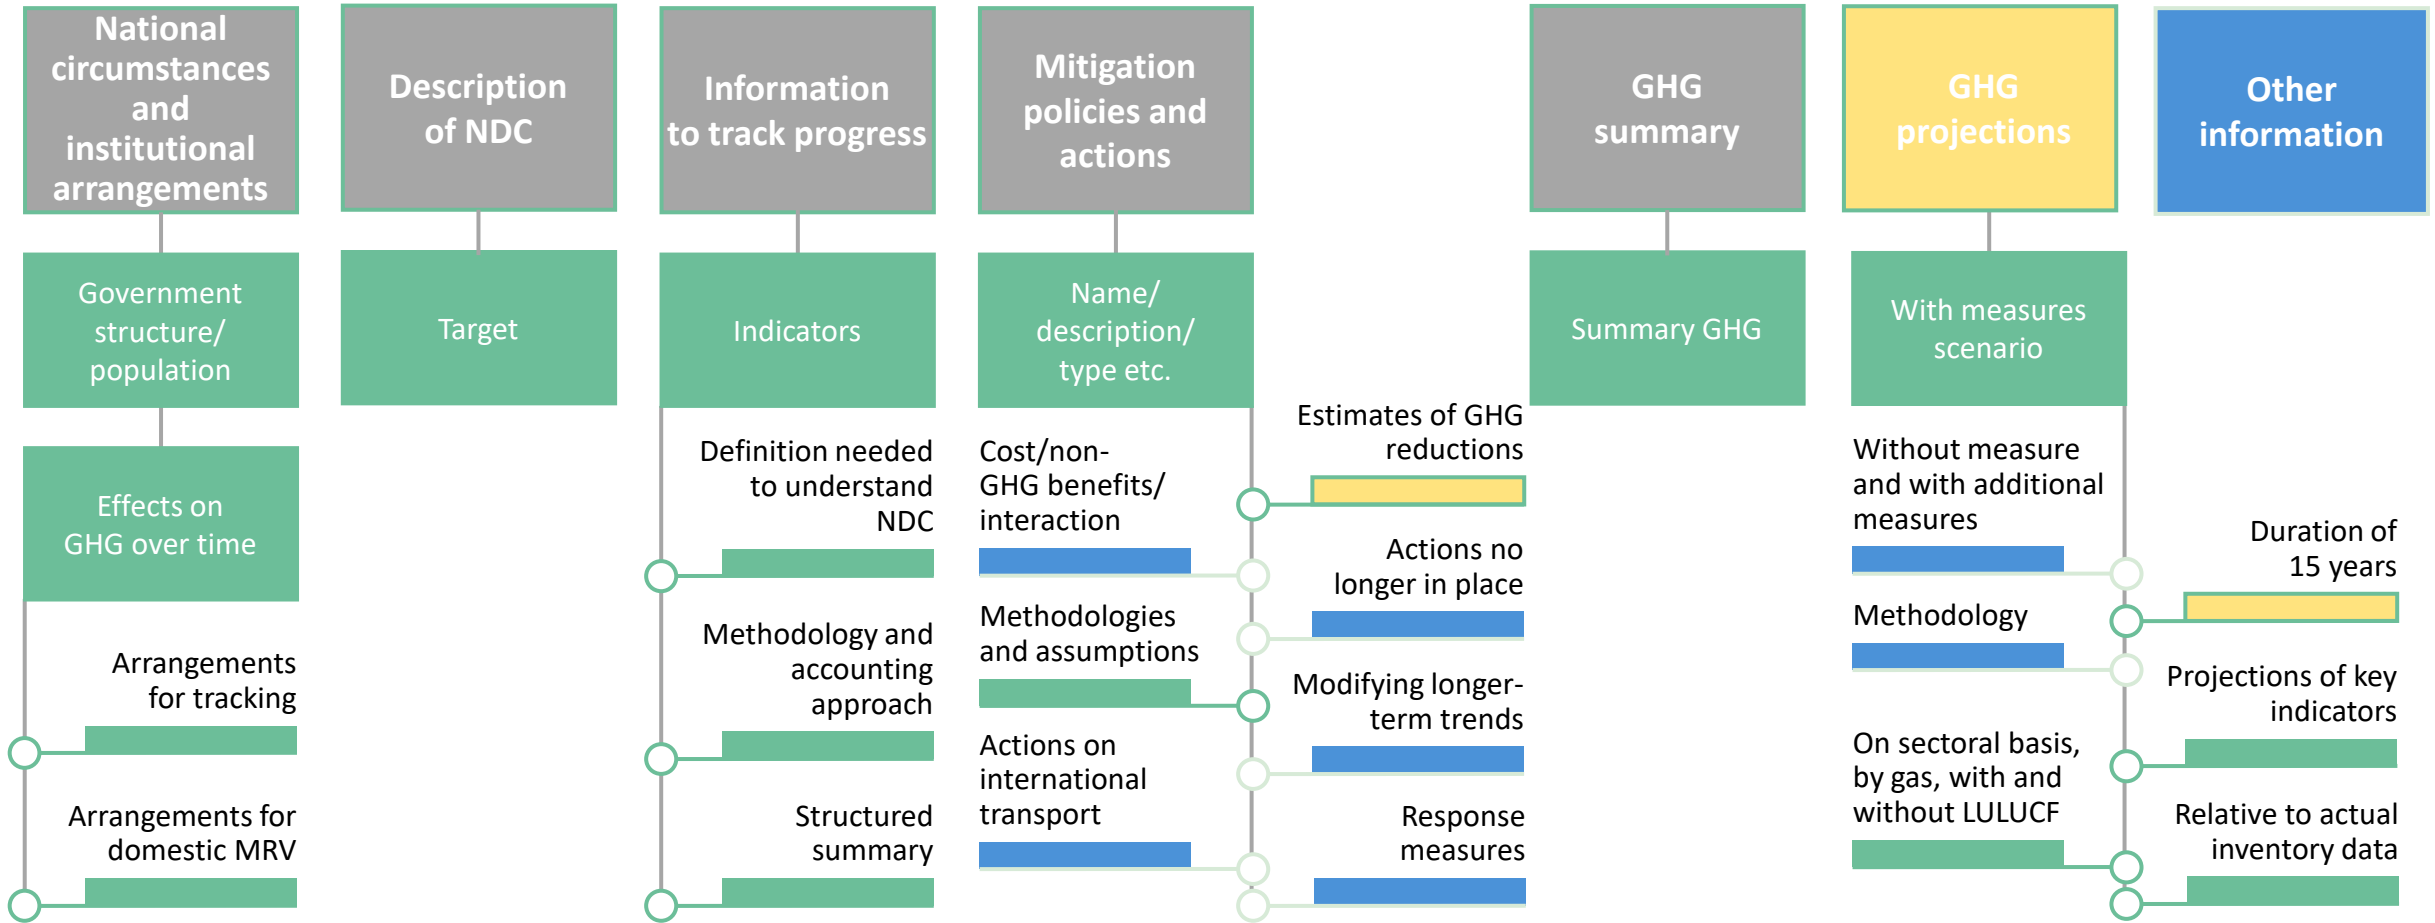 National
circumstances
and
institutional
arrangements
Government
structure/
population
Effects on
GHG over time
Arrangements
for tracking
Arrangements for
domestic MRV
Description
of NDC
Target
Information
to track progress
Indicators
Definition needed
to understand
NDC
Methodology and
accounting
approach
Structured
summary
Mitigation
policies and
actions
Name/
description/
type etc.
Cost/non-
GHG benefits/
interaction
Methodologies
and assumptions
Actions on
international
transport
Estimates of GHG
reductions
Actions no
longer in place
Modifying longer-
term trends
Response
measures
GHG
summary
Summary GHG
GHG
projections
With measures
scenario
Without measure
and with additional
measures
Methodology
On sectoral basis,
by gas, with and
without LULUCF
Duration of
15 years
Projections of key
indicators
Relative to actual
inventory data
Other
information